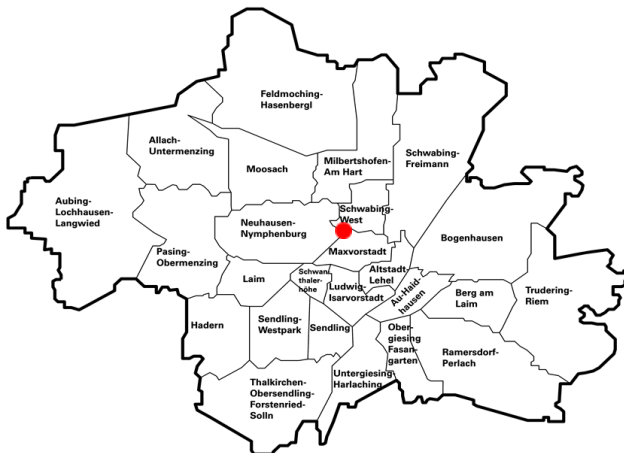 Feldmoching-
Hasenbergl
Allach-
Untermenzing
Moosach
Milbertshofen-
Am Hart
Schwabing-
Freimann
Aubing-
Lochhausen-
Langwied
Pasing-
Obermenzing
Neuhausen-
Nymphenburg
Schwabing-
West
Maxvorstadt
Bogenhausen
Laim
Schwan-
thaler-
höhe
Ludwig-
Isarvorstadt
Altstadt-
Lehel
Au-Haid-
hausen
Berg am
Laim
Trudering-
Riem
Hadern
Sendling-
Westpark
Sendling
Ober-
giesing
Fasan-
garten
Ramersdorf-
Perlach
Untergiesing-
Harlaching
Thalkirchen-
Obersendling-
Forstenried-
Solln